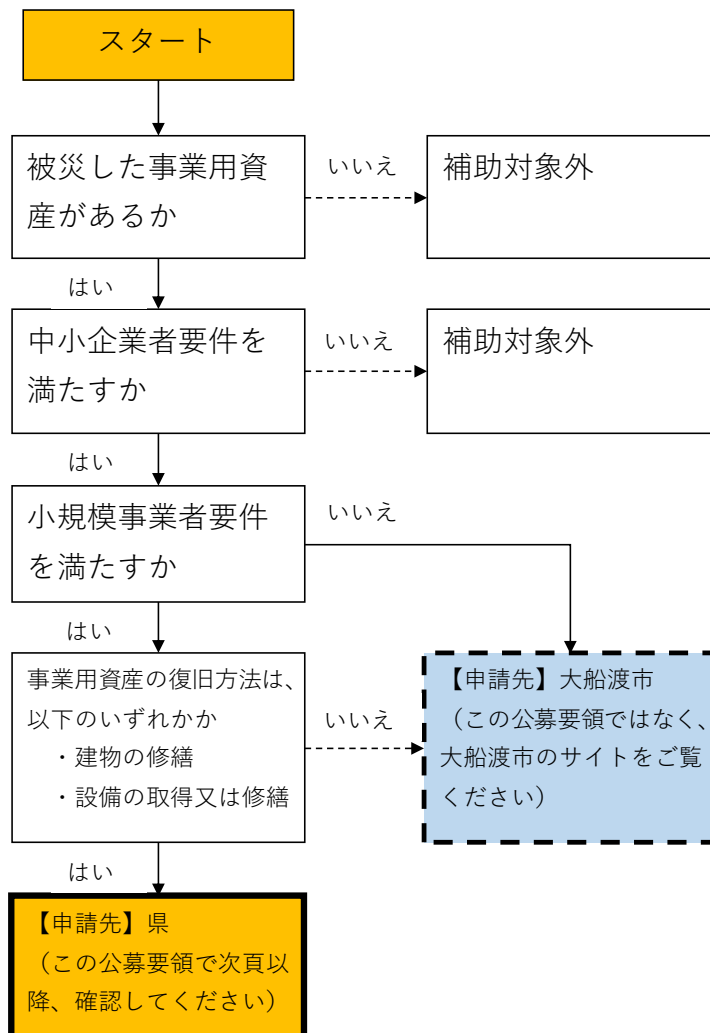 スタート
被災した事業用資
産があるか
いいえ
補助対象外
はい
中小企業者要件を
満たすか
いいえ
補助対象外
はい
小規模事業者要件
を満たすか
いいえ
はい
事業用資産の復旧方法は、
以下のいずれかか
・建物の修繕
・設備の取得又は修繕
いいえ
【申請先】大船渡市
（この公募要領ではなく、
大船渡市のサイトをご覧
ください）
はい
【申請先】県
（この公募要領で次頁以
降、確認してください）